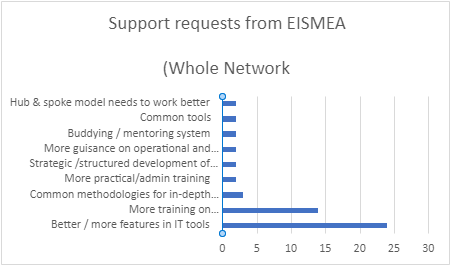 Support requests from EISMEA
(Whole Network
Hub & spoke model needs to work better
Common tools
Buddying / mentoring system
More guisance on operational and...
Strategic /structured development of...
More practical/admin training
Common methodologies for in-depth...
More training on...
Better / more features in IT tools
0 5 10 15 20 25 30